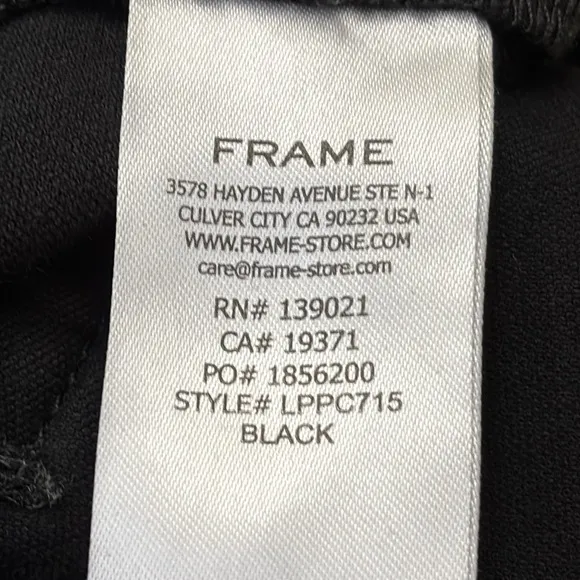 FRAME
3578 HAYDEN AVENUE STE N-1
CULVER CITY CA 90232 USA
WWW.FRAME-STORE.COM
care@frame-store.com
RN# 139021
CA# 19371
PO# 1856200
STYLE# LPPC715
BLACK